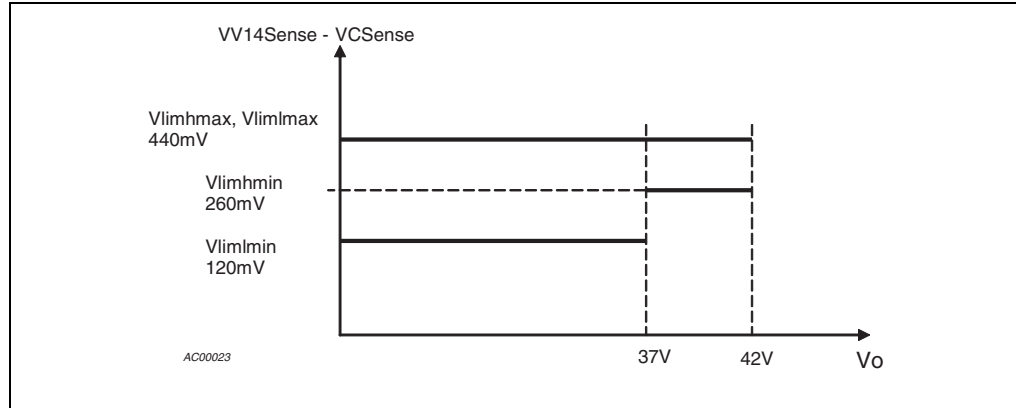 VV14Sense - VCSense
Vlimhmax, Vlimlmax
440mV
Vlimhmin
260mV
Vlimlmin
120mV
AC00023
37V
42V
Vo